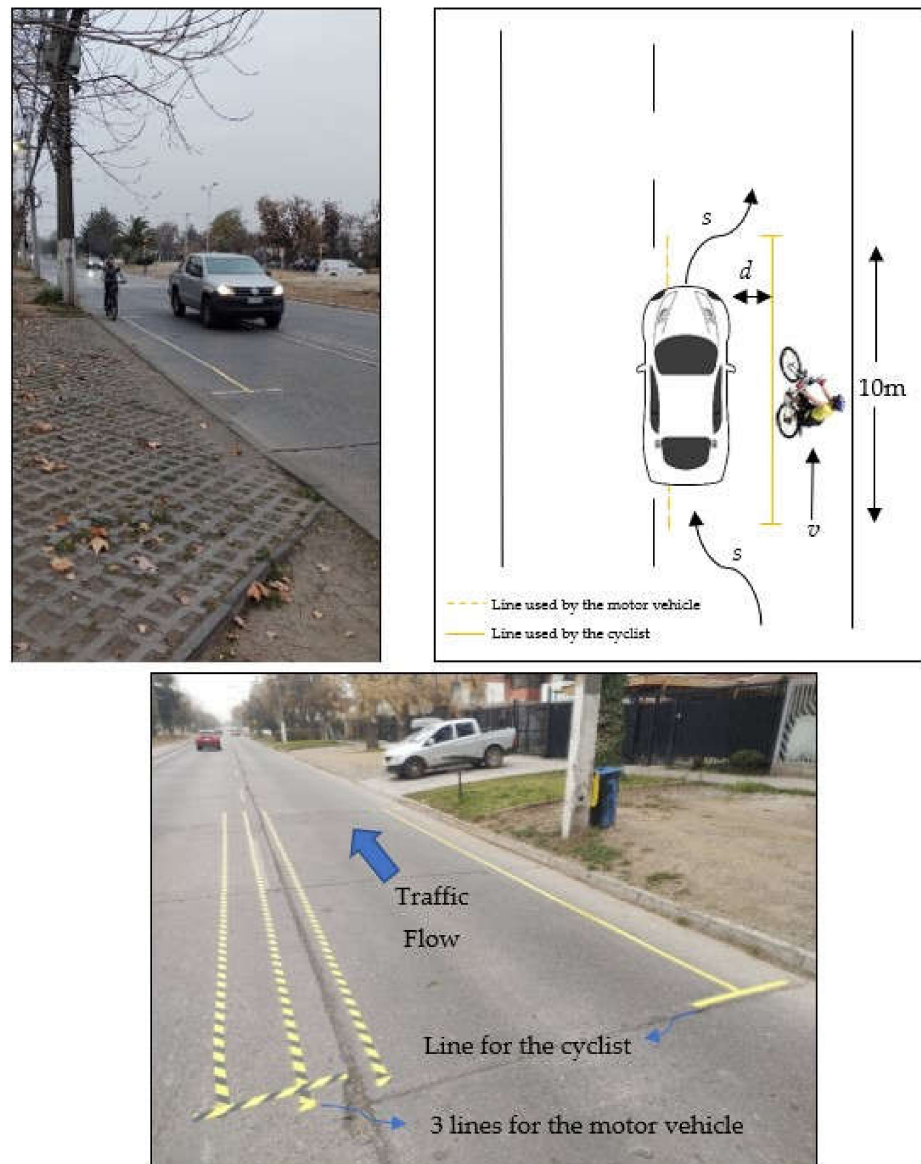 s
d
10m
s
v
Line used by the motor vehicle
Line used by the cyclist
Traffic
Flow
Line for the cyclist
3 lines for the motor vehicle